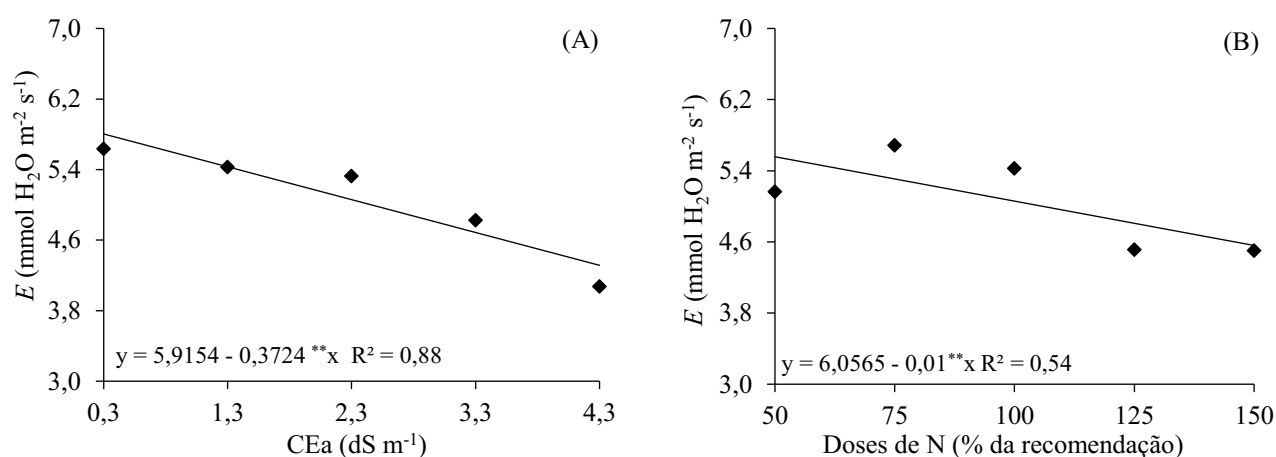 (A)
E (mmol H₂O m⁻² s⁻¹)
7,0
6,2
5,4
4,6
3,8
3,0
y = 5,9154 - 0,3724 **x R² = 0,88
0,3 1,3 2,3 3,3 4,3
CEa (dS m⁻¹)
(B)
E (mmol H₂O m⁻² s⁻¹)
7,0
6,2
5,4
4,6
3,8
3,0
y = 6,0565 - 0,01**x R² = 0,54
50 75 100 125 150
Doses de N (% da recomendação)